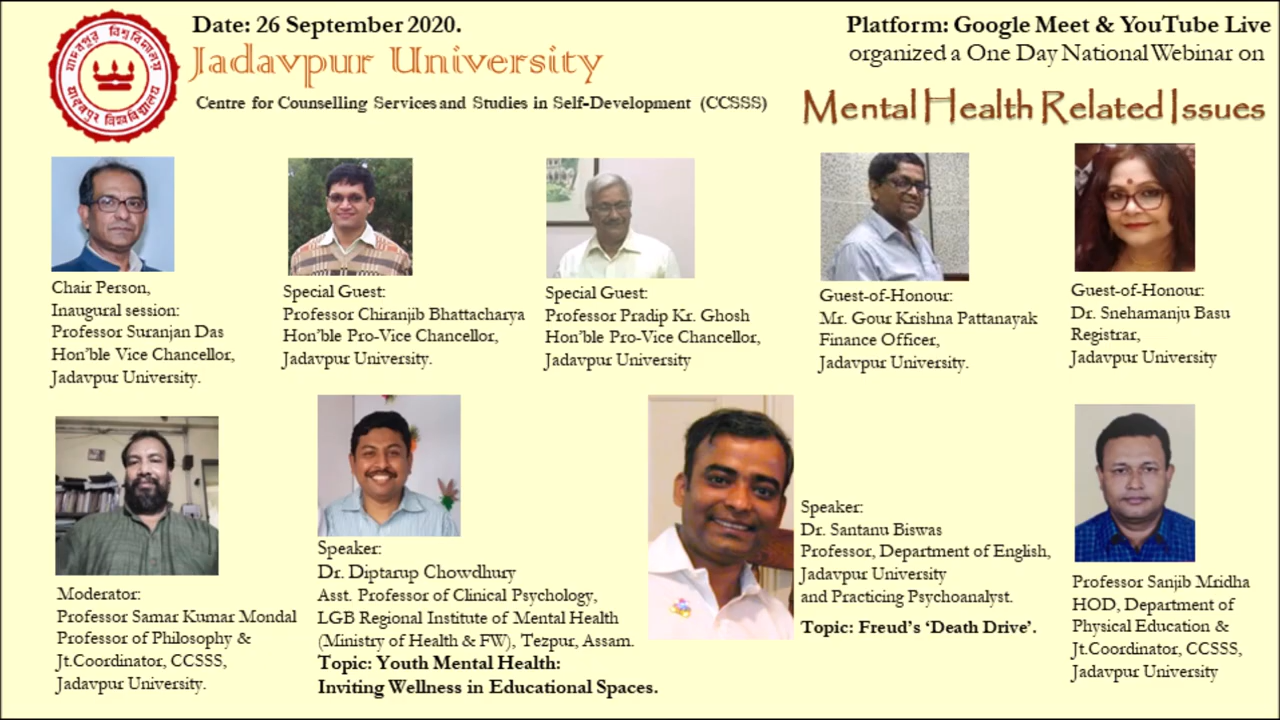 যাদবপুর বিশ্ববিদ্যালয়
Date: 26 September 2020.
Jadavpur University
Centre for Counselling Services and Studies in Self-Development (CCSSS)
Platform: Google Meet & YouTube Live
organized a One Day National Webinar on
Mental Health Related Issues
Chair Person,
Inaugural session:
Professor Suranjan Das
Hon'ble Vice Chancellor,
Jadavpur University.
Special Guest:
Professor Chiranjib Bhattacharya
Hon'ble Pro-Vice Chancellor,
Jadavpur University.
Special Guest:
Professor Pradip Kr. Ghosh
Hon'ble Pro-Vice Chancellor,
Jadavpur University
Guest-of-Honour:
Mr. Gour Krishna Pattanayak
Finance Officer,
Jadavpur University.
Guest-of-Honour:
Dr. Snehamanju Basu
Registrar,
Jadavpur University
Moderator:
Professor Samar Kumar Mondal
Professor of Philosophy &
Jt.Coordinator, CCSSS,
Jadavpur University.
Speaker:
Dr. Diptarup Chowdhury
Asst. Professor of Clinical Psychology,
LGB Regional Institute of Mental Health
(Ministry of Health & FW), Tezpur, Assam.
Topic: Youth Mental Health:
Inviting Wellness in Educational Spaces.
Speaker:
Dr. Santanu Biswas
Professor, Department of English,
Jadavpur University
and Practicing Psychoanalyst.
Topic: Freud's 'Death Drive'.
Professor Sanjib Mridha
HOD, Department of
Physical Education &
Jt.Coordinator, CCSSS,
Jadavpur University